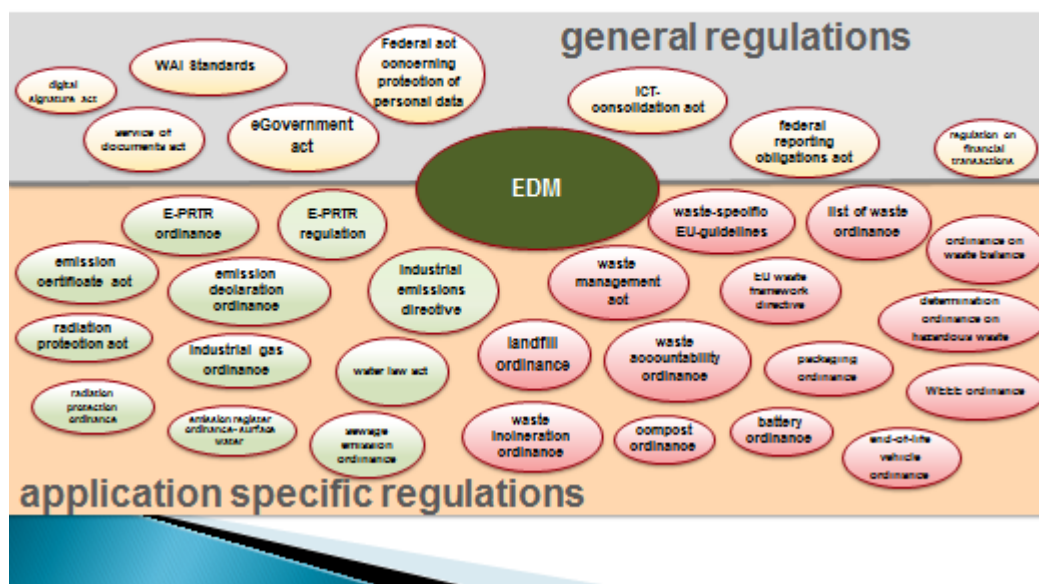 general regulations
Federal act
concerning
protection of
personal data
WAI Standards
digital
signature act
ICT-
consolidation act
service of
documents act
eGovernment
act
federal
reporting
obligations act
regulation on
financial
transactions
EDM
E-PRTR
ordinance
E-PRTR
regulation
waste-specific
EU-guidelines
list of waste
ordinance
ordinance on
waste balance
emission
certificate act
emission
declaration
ordinance
industrial
emissions
directive
waste
management
act
EU waste
framework
directive
determination
ordinance on
hazardous waste
radiation
protection act
industrial gas
ordinance
water law act
landfill
ordinance
waste
accountability
ordinance
packaging
ordinance
WEEE ordinance
radiation
protection
ordinance
emission register
ordinance- surface
water
sewage
emission
ordinance
waste
incineration
ordinance
compost
ordinance
battery
ordinance
end-of-life
vehicle
ordinance
application specific regulations